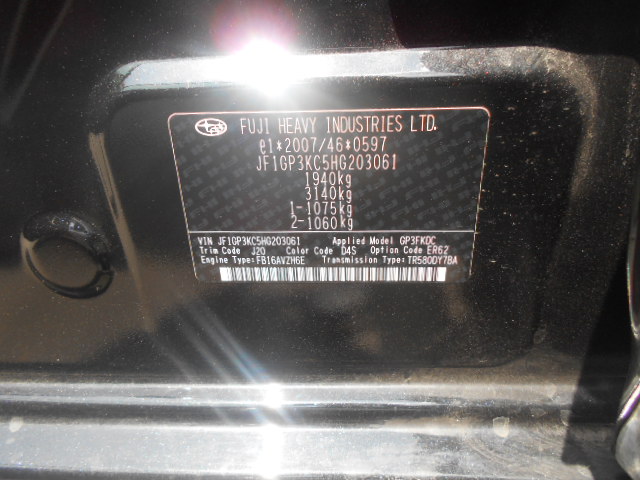 FUJI HEAVY INDUSTRIES LTD.
e1*2007/46*0597
JF1GP3KC5HG203061
1940kg
3140kg
1-1075kg
2-1060kg
VIN JF1GP3KC5HG203061 Applied Model GP3FKDC
Trim Code J20 Color Code D4S Option Code ER62
Engine Type:FB16AVZH6E Transmission Type:TR580DY7BA